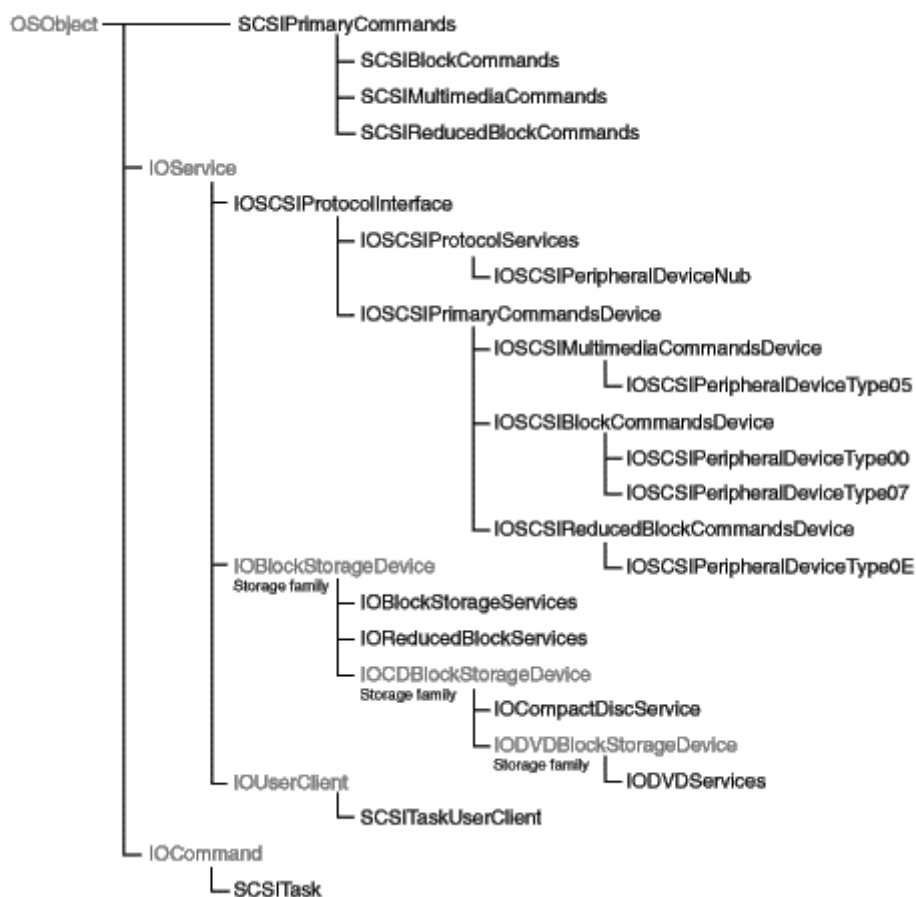 OSObject
SCSIPrimaryCommands
SCSIBlockCommands
SCSIMultimediaCommands
SCSIReducedBlockCommands
IOService
IOSCSIProtocolInterface
IOSCSIProtocolServices
IOSCSIPeripheralDeviceNub
IOSCSIPrimaryCommandsDevice
IOSCSIMultimediaCommandsDevice
IOSCSIPeripheralDeviceType05
IOSCSIBlockCommandsDevice
IOSCSIPeripheralDeviceType00
IOSCSIPeripheralDeviceType07
IOSCSIReducedBlockCommandsDevice
IOSCSIPeripheralDeviceType0E
IOBlockStorageDevice
Storage family
IOBlockStorageServices
IOReducedBlockServices
IOCDBlockStorageDevice
Storage family
IOCompactDiscService
IODVDBlockStorageDevice
Storage family
IODVDServices
IOUserClient
SCSITaskUserClient
IOCommand
SCSITask